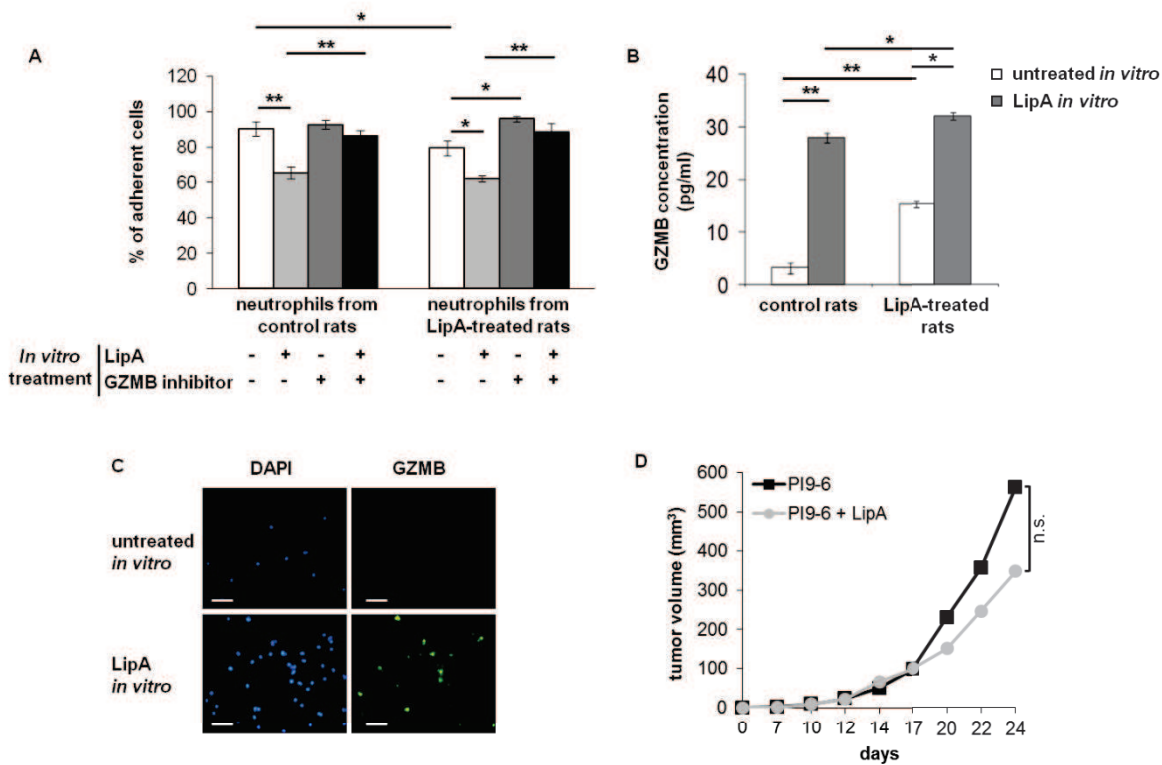 A
*
**
**
**
*
*
120
100
80
60
40
20
0
% of adherent cells
neutrophils from control rats
neutrophils from LipA-treated rats
In vitro treatment
LipA - + - + - + - +
GZMB inhibitor - - + + - - + +
B
*
**
*
**
untreated in vitro
LipA in vitro
40
30
20
10
0
GZMB concentration
(pg/ml)
control rats
LipA-treated
rats
C
DAPI GZMB
untreated
in vitro
LipA
in vitro
D
PI9-6
PI9-6 + LipA
600
500
400
300
200
100
0
tumor volume (mm³)
n.s.
0 7 10 12 14 17 20 22 24
days